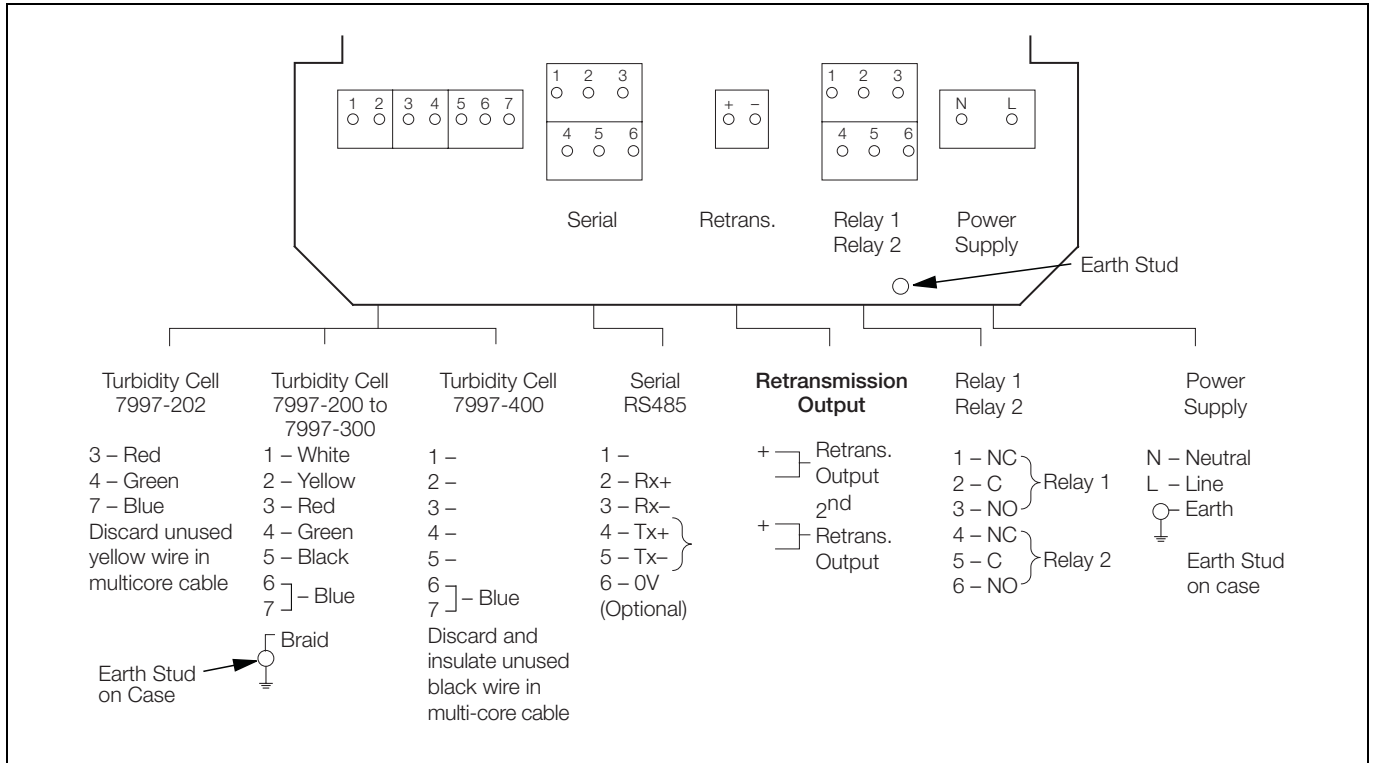 1 2 3 4 5 6 7
1 2 3
4 5 6
+ –
1 2 3
4 5 6
N L
Serial
Retrans.
Relay 1
Relay 2
Power
Supply
Earth Stud
Turbidity Cell
7997-202
3 – Red
4 – Green
7 – Blue
Discard unused
yellow wire in
multicore cable
Earth Stud
on Case
Turbidity Cell
7997-200 to
7997-300
1 – White
2 – Yellow
3 – Red
4 – Green
5 – Black
6
7 – Blue
Braid
Turbidity Cell
7997-400
1 –
2 –
3 –
4 –
5 –
6
7 – Blue
Discard and
insulate unused
black wire in
multi-core cable
Serial
RS485
1 –
2 – Rx+
3 – Rx–
4 – Tx+
5 – Tx–
6 – 0V
(Optional)
Retransmission
Output
+ Retrans.
Output
2nd
+ Retrans.
Output
Relay 1
Relay 2
1 – NC
2 – C Relay 1
3 – NO
4 – NC
5 – C Relay 2
6 – NO
Power
Supply
N – Neutral
L – Line
– Earth
Earth Stud
on case